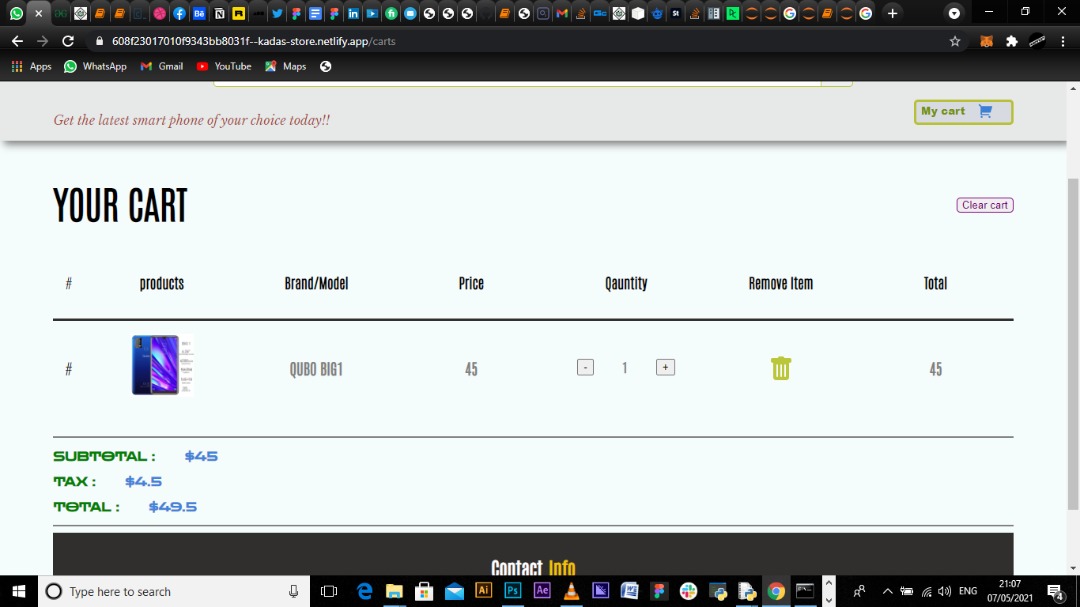 608f23017010f9343bb8031f--kadas-store.netlify.app/carts
Apps WhatsApp Gmail YouTube Maps
Get the latest smart phone of your choice today!!
My cart
YOUR CART
Clear cart
# products Brand/Model Price Qauntity Remove Item Total
# QUBO BIG1 45 - 1 + 45
SUBTOTAL : $45
TAX : $4.5
TOTAL : $49.5
Contact Info
Type here to search
ENG
21:07
07/05/2021
4